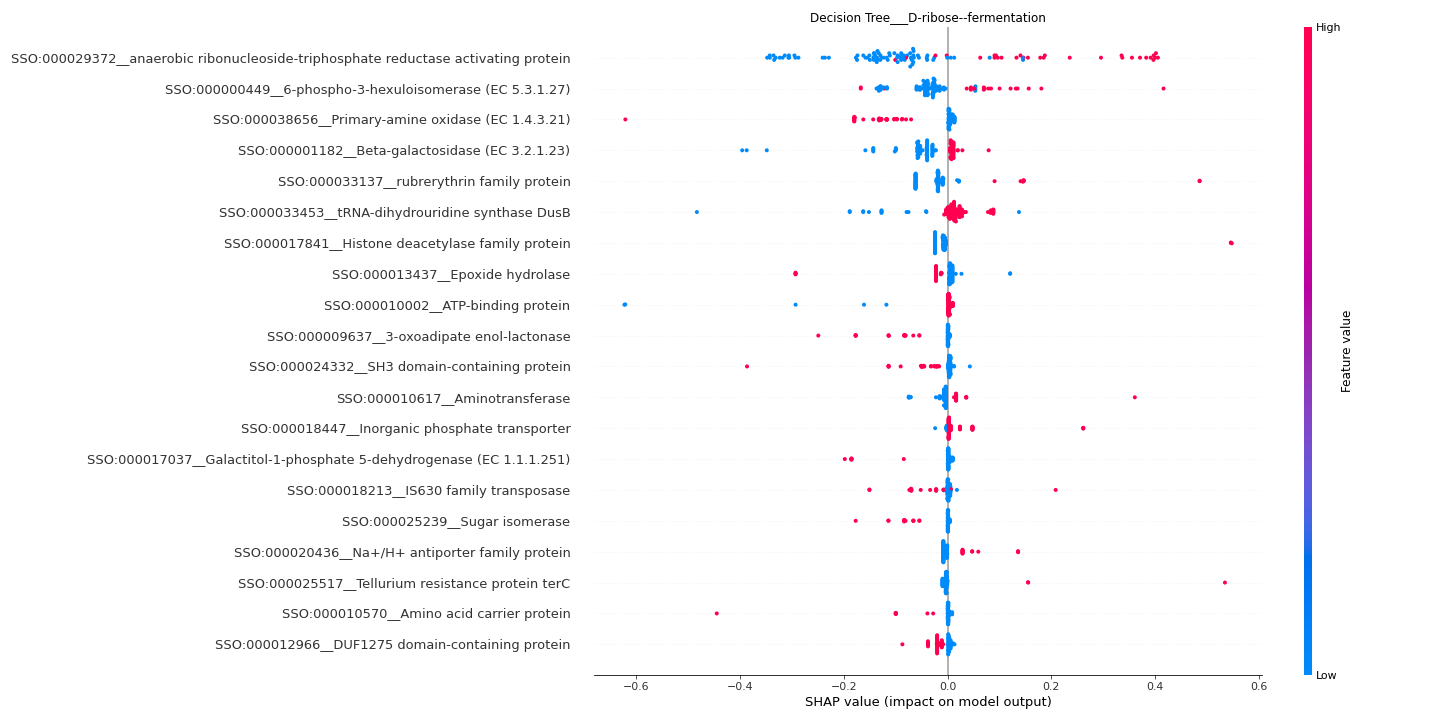 Decision Tree___D-ribose--fermentation
High
SSO:000029372__anaerobic ribonucleoside-triphosphate reductase activating protein
SSO:000000449__6-phospho-3-hexuloisomerase (EC 5.3.1.27)
SSO:000038656__Primary-amine oxidase (EC 1.4.3.21)
SSO:000001182__Beta-galactosidase (EC 3.2.1.23)
SSO:000033137__rubrerythrin family protein
SSO:000033453__tRNA-dihydrouridine synthase DusB
SSO:000017841__Histone deacetylase family protein
SSO:000013437__Epoxide hydrolase
SSO:000010002__ATP-binding protein
SSO:000009637__3-oxoadipate enol-lactonase
SSO:000024332__SH3 domain-containing protein
SSO:000010617__Aminotransferase
SSO:000018447__Inorganic phosphate transporter
SSO:000017037__Galactitol-1-phosphate 5-dehydrogenase (EC 1.1.1.251)
SSO:000018213__IS630 family transposase
SSO:000025239__Sugar isomerase
SSO:000020436__Na+/H+ antiporter family protein
SSO:000025517__Tellurium resistance protein terC
SSO:000010570__Amino acid carrier protein
SSO:000012966__DUF1275 domain-containing protein
Feature value
Low
−0.6 −0.4 −0.2 0.0 0.2 0.4 0.6
SHAP value (impact on model output)